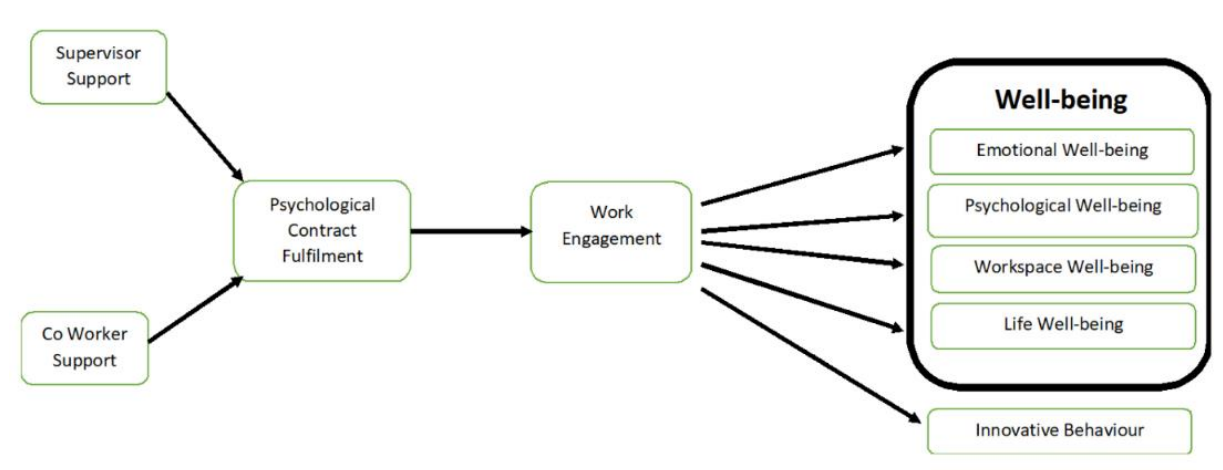 Supervisor
Support
Co Worker
Support
Psychological
Contract
Fulfilment
Work
Engagement
Well-being
Emotional Well-being
Psychological Well-being
Workspace Well-being
Life Well-being
Innovative Behaviour